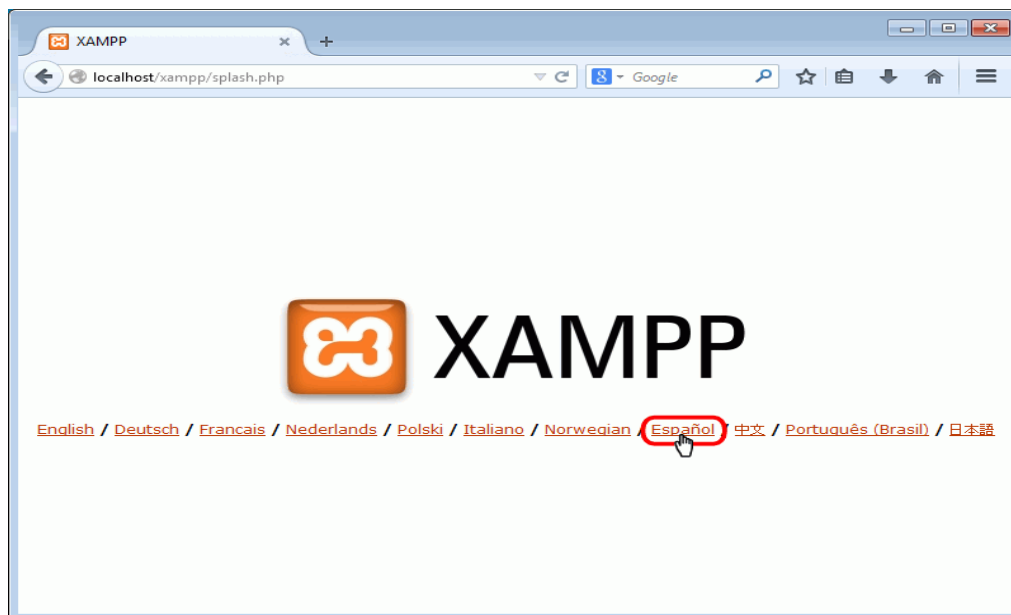 XAMPP
localhost/xampp/splash.php
Google
XAMPP
English / Deutsch / Francais / Nederlands / Polski / Italiano / Norwegian / Español / 中文 / Português (Brasil) / 日本語